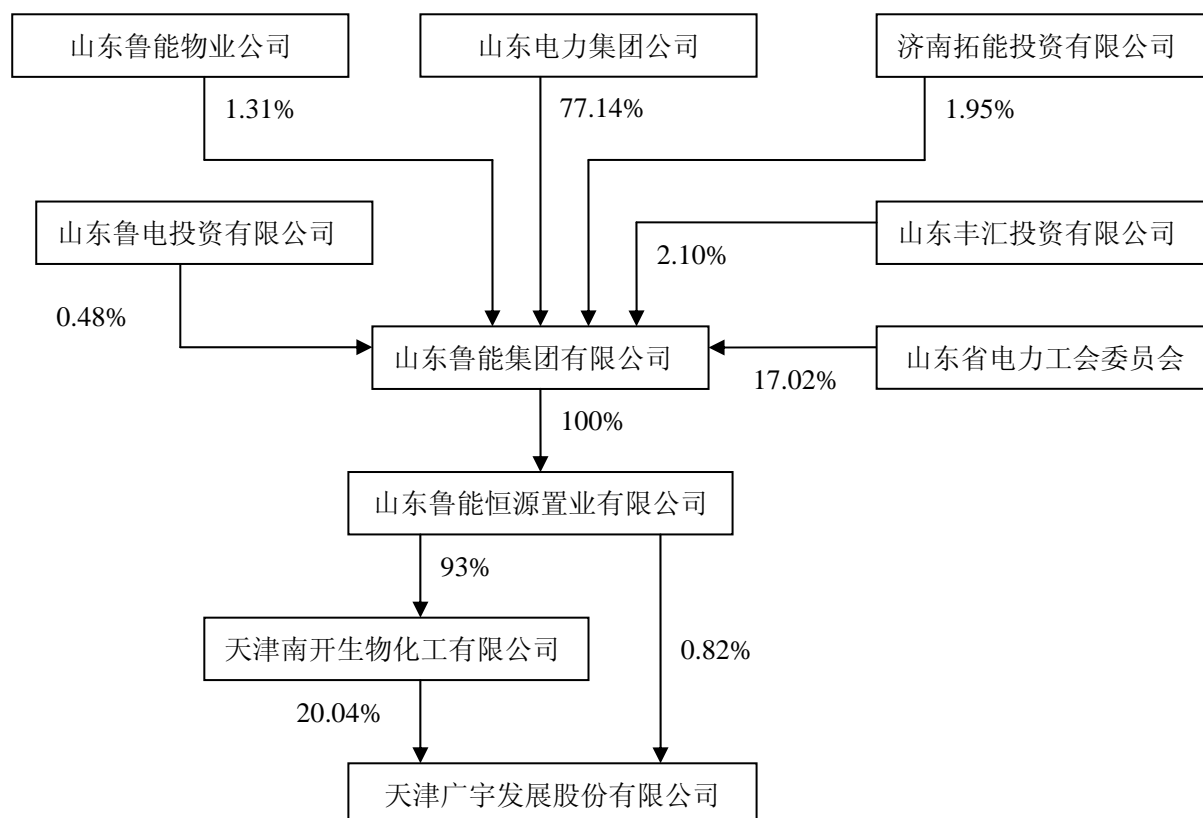 山东鲁能物业公司
山东电力集团公司
济南拓能投资有限公司
1.31%
77.14%
1.95%
山东鲁电投资有限公司
山东丰汇投资有限公司
2.10%
0.48%
山东鲁能集团有限公司
山东省电力工会委员会
17.02%
100%
山东鲁能恒源置业有限公司
93%
天津南开生物化工有限公司
0.82%
20.04%
天津广宇发展股份有限公司